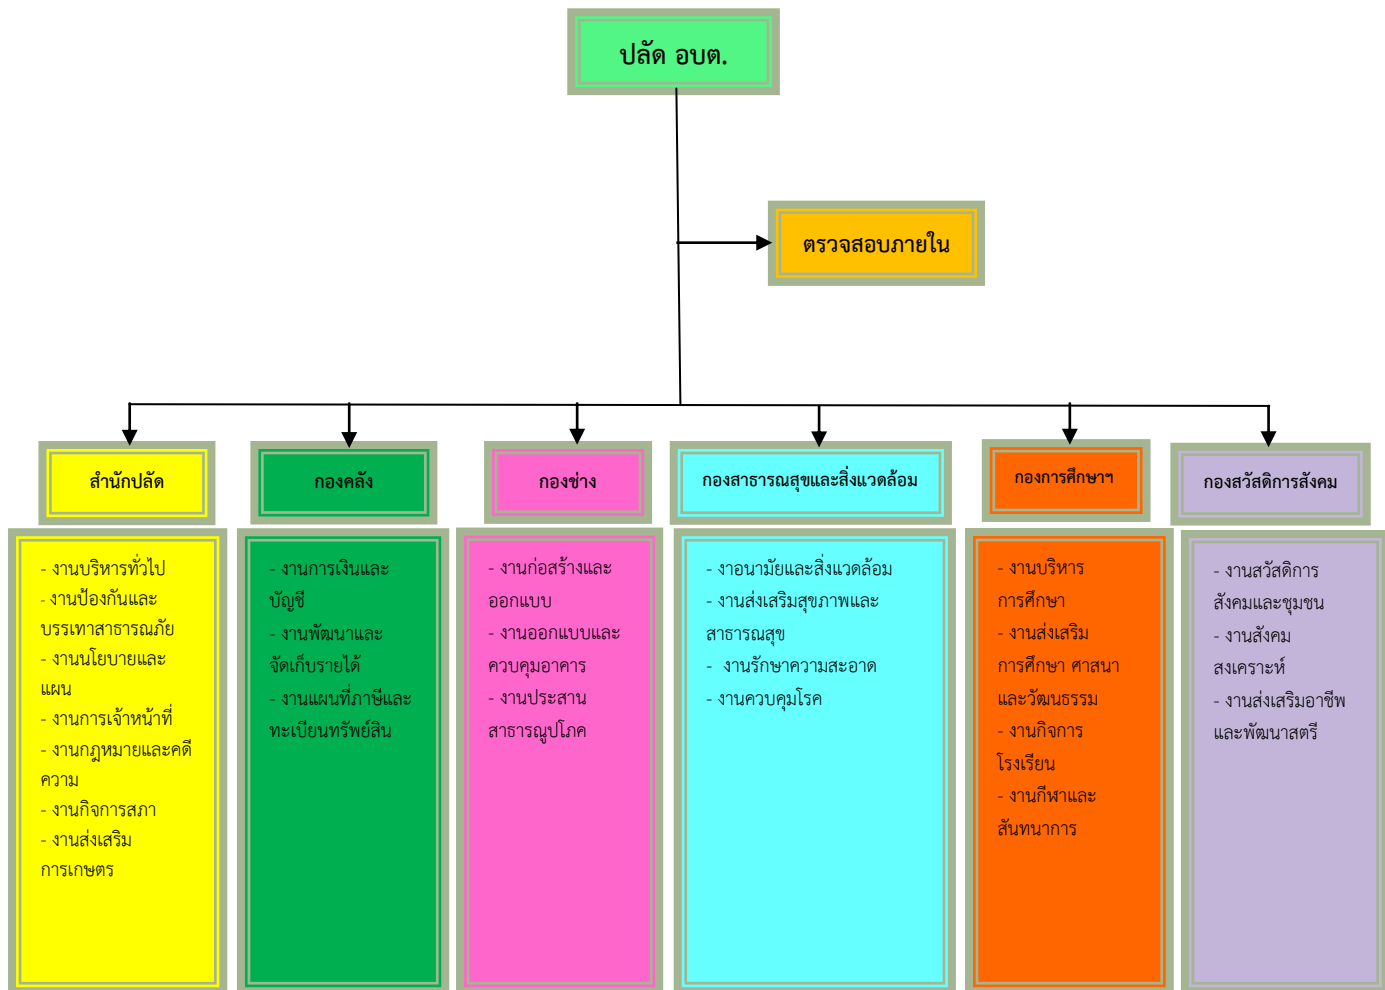 ปลัด อบต.
ตรวจสอบภายใน
สำนักปลัด
กองคลัง
กองช่าง
กองสาธารณสุขและสิ่งแวดล้อม
กองการศึกษาฯ
กองสวัสดิการสังคม
- งานบริหารทั่วไป
- งานป้องกันและ
บรรเทาสาธารณภัย
- งานนโยบายและ
แผน
- งานการเจ้าหน้าที่
- งานกฎหมายและคดี
ความ
- งานกิจการสภา
- งานส่งเสริม
การเกษตร
- งานการเงินและ
บัญชี
- งานพัฒนาและ
จัดเก็บรายได้
- งานแผนที่ภาษีและ
ทะเบียนทรัพย์สิน
- งานก่อสร้างและ
ออกแบบ
- งานออกแบบและ
ควบคุมอาคาร
- งานประสาน
สาธารณูปโภค
- งาอนามัยและสิ่งแวดล้อม
- งานส่งเสริมสุขภาพและ
สาธารณสุข
- งานรักษาความสะอาด
- งานควบคุมโรค
- งานบริหาร
การศึกษา
- งานส่งเสริม
การศึกษา ศาสนา
และวัฒนธรรม
- งานกิจการ
โรงเรียน
- งานกีฬาและ
สันทนาการ
- งานสวัสดิการ
สังคมและชุมชน
- งานสังคม
สงเคราะห์
- งานส่งเสริมอาชีพ
และพัฒนาสตรี